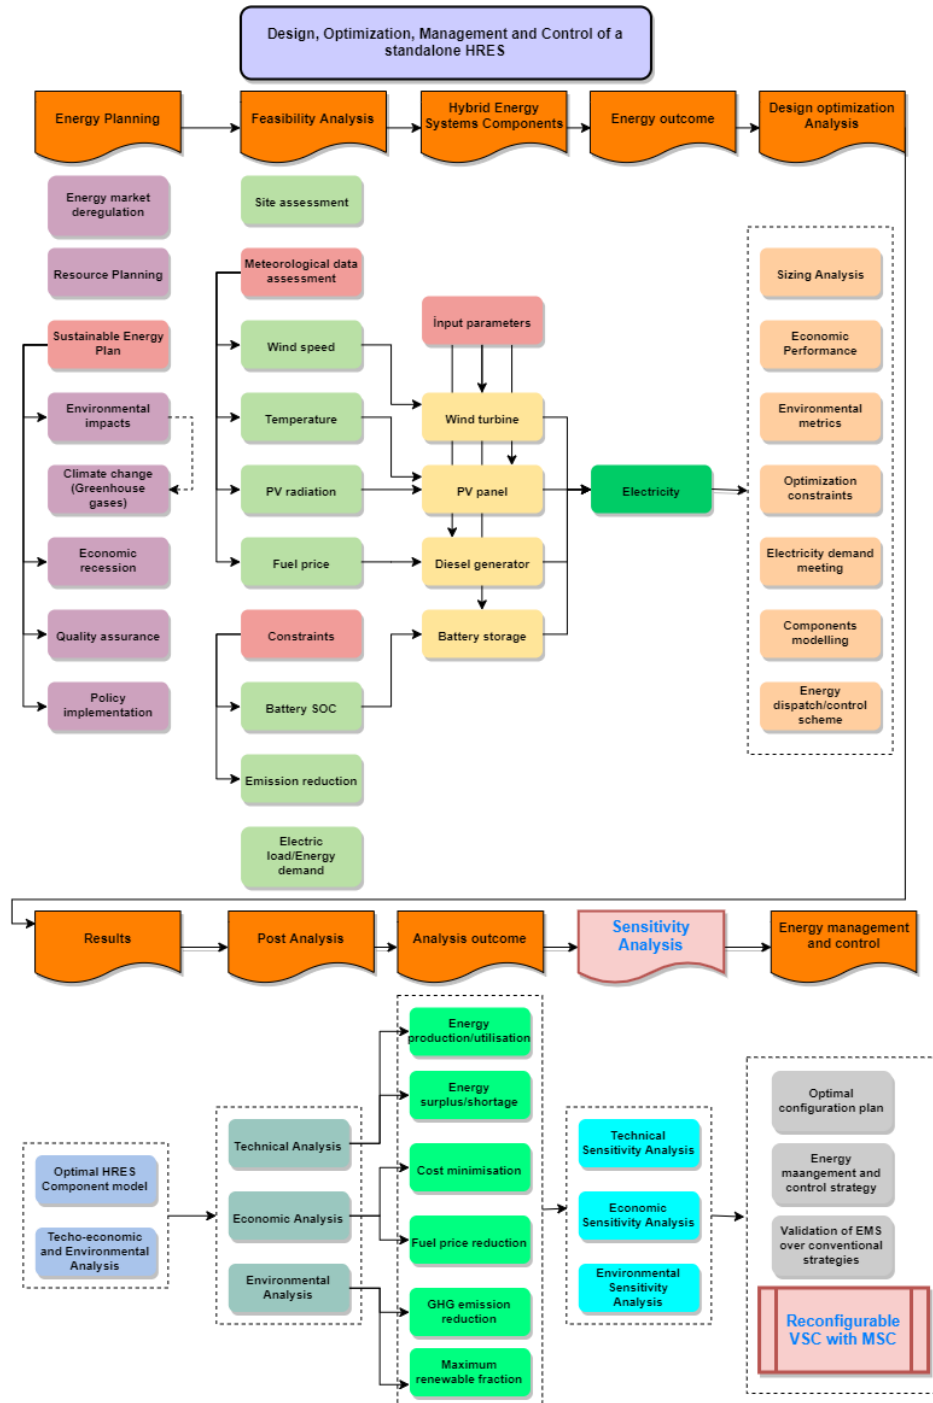 Design, Optimization, Management and Control of a
standalone HRES
Energy Planning
Feasibility Analysis
Hybrid Energy
Systems Components
Energy outcome
Design optimization
Analysis
Energy market
deregulation
Resource Planning
Sustainable Energy
Plan
Environmental
impacts
Climate change
(Greenhouse
gases)
Economic
recession
Quality assurance
Policy
implementation
Site assessment
Meteorological data
assessment
Wind speed
Temperature
PV radiation
Fuel price
Constraints
Battery SOC
Emission reduction
Electric
load/Energy
demand
İnput parameters
Wind turbine
PV panel
Diesel generator
Battery storage
Electricity
Sizing Analysis
Economic
Performance
Environmental
metrics
Optimization
constraints
Electricity demand
meeting
Components
modelling
Energy
dispatch/control
scheme
Results
Post Analysis
Analysis outcome
Sensitivity
Analysis
Energy management
and control
Optimal HRES
Component model
Techo-economic
and Environmental
Analysis
Technical Analysis
Economic Analysis
Environmental
Analysis
Energy
production/utilisation
Energy
surplus/shortage
Cost minimisation
Fuel price reduction
GHG emission
reduction
Maximum
renewable fraction
Technical
Sensitivity Analysis
Economic
Sensitivity Analysis
Environmental
Sensitivity
Analysis
Optimal
configuration plan
Energy
maangement and
control strategy
Validation of EMS
over conventional
strategies
Reconfigurable
VSC with MSC